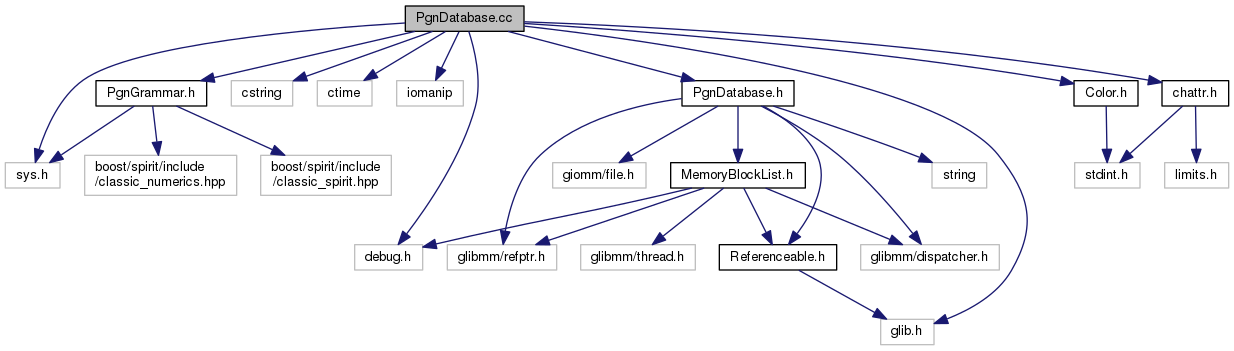 PgnDatabase.cc
PgnGrammar.h
cstring
ctime
iomanip
PgnDatabase.h
Color.h
chattr.h
sys.h
boost/spirit/include
/classic_numerics.hpp
boost/spirit/include
/classic_spirit.hpp
giomm/file.h
MemoryBlockList.h
string
stdint.h
limits.h
debug.h
glibmm/refptr.h
glibmm/thread.h
Referenceable.h
glibmm/dispatcher.h
glib.h